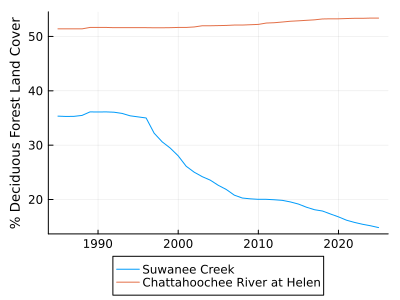 % Deciduous Forest Land Cover
50
40
30
20
1990 2000 2010 2020
Suwanee Creek
Chattahoochee River at Helen